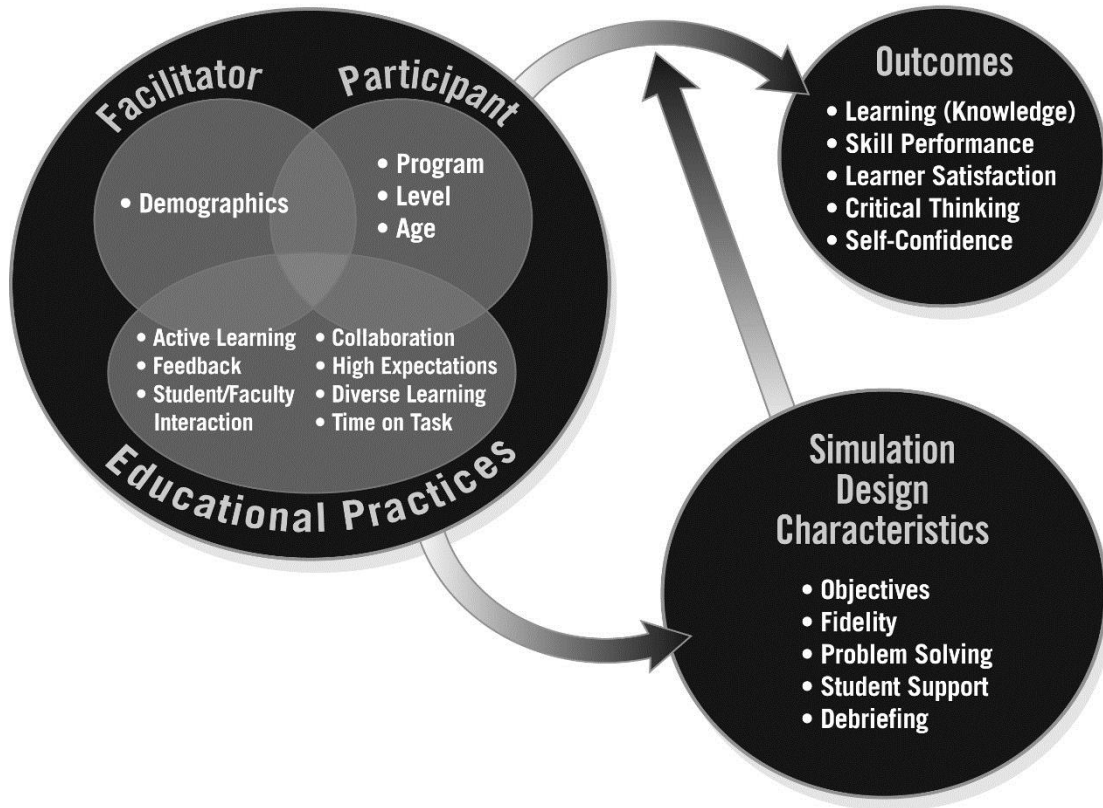 Facilitator
Participant
• Demographics
• Program
• Level
• Age
• Active Learning
• Feedback
• Student/Faculty
Interaction
• Collaboration
• High Expectations
• Diverse Learning
• Time on Task
Educational Practices
Outcomes
• Learning (Knowledge)
• Skill Performance
• Learner Satisfaction
• Critical Thinking
• Self-Confidence
Simulation
Design
Characteristics
• Objectives
• Fidelity
• Problem Solving
• Student Support
• Debriefing